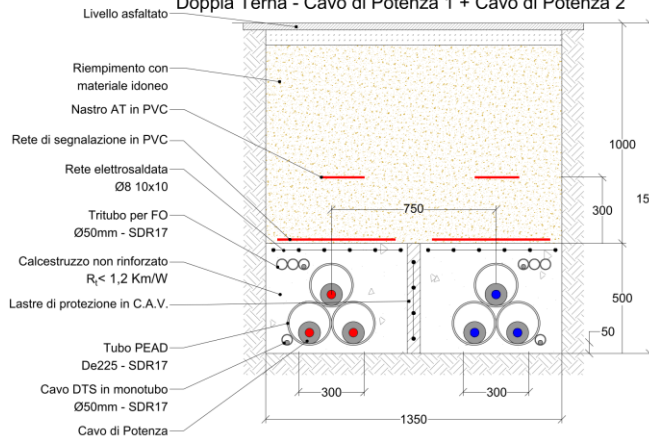 Doppia Terna - Cavo di Potenza 1 + Cavo di Potenza 2
Livello asfaltato
Riempimento con
materiale idoneo
Nastro AT in PVC
Rete di segnalazione in PVC
Rete elettrosaldata
Ø8 10x10
Tritubo per FO
Ø50mm - SDR17
Calcestruzzo non rinforzato
Rt< 1,2 Km/W
Lastre di protezione in C.A.V.
Tubo PEAD
De225 - SDR17
Cavo DTS in monotubo
Ø50mm - SDR17
Cavo di Potenza
750
1000
300
500
50
300
300
1350